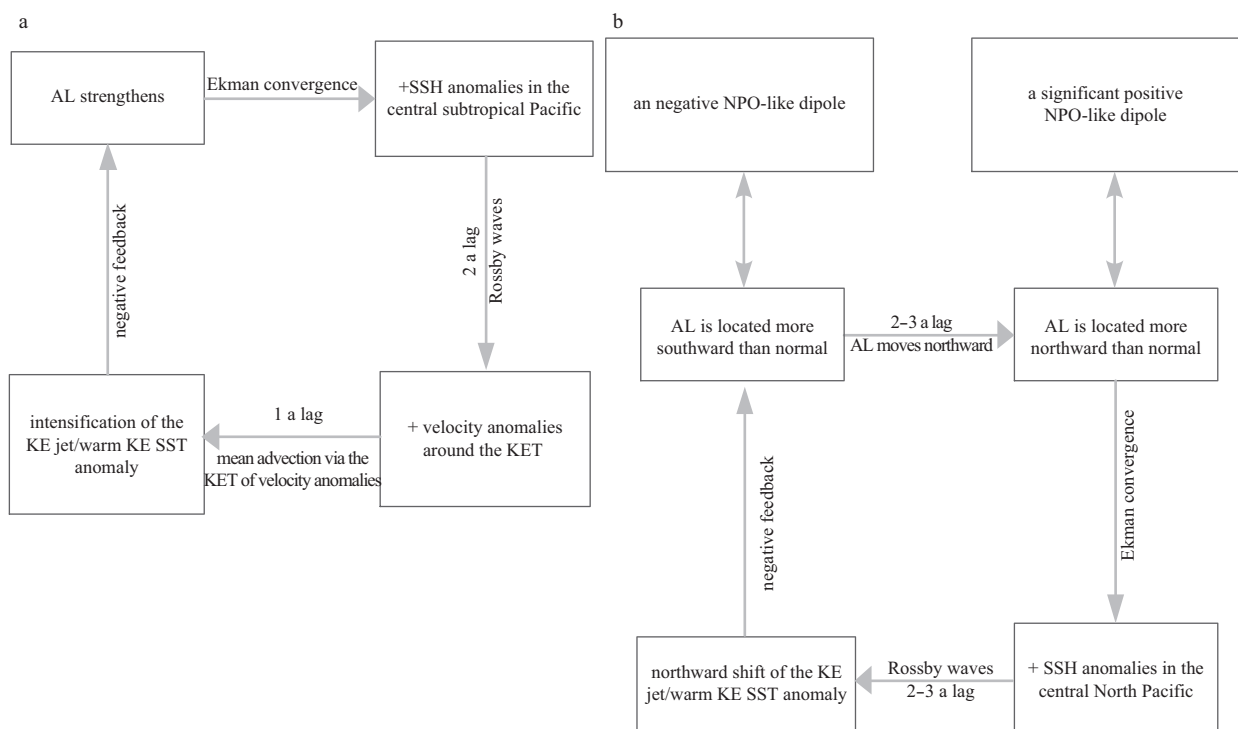 a
AL strengthens
Ekman convergence
+SSH anomalies in the
central subtropical Pacific
2 a lag
Rossby waves
+ velocity anomalies
around the KET
1 a lag
mean advection via the
KET of velocity anomalies
intensification of the
KE jet/warm KE SST
anomaly
negative feedback
b
an negative NPO-like dipole
a significant positive
NPO-like dipole
AL is located more
southward than normal
2–3 a lag
AL moves northward
AL is located more
northward than normal
Ekman convergence
+ SSH anomalies in the
central North Pacific
Rossby waves
2–3 a lag
northward shift of the KE
jet/warm KE SST anomaly
negative feedback